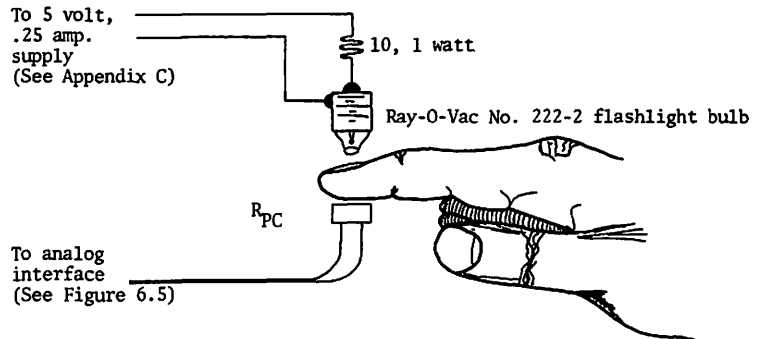 To 5 volt,
.25 amp.
supply
(See Appendix C)
10, 1 watt
Ray-O-Vac No. 222-2 flashlight bulb
RPC
To analog
interface
(See Figure 6.5)